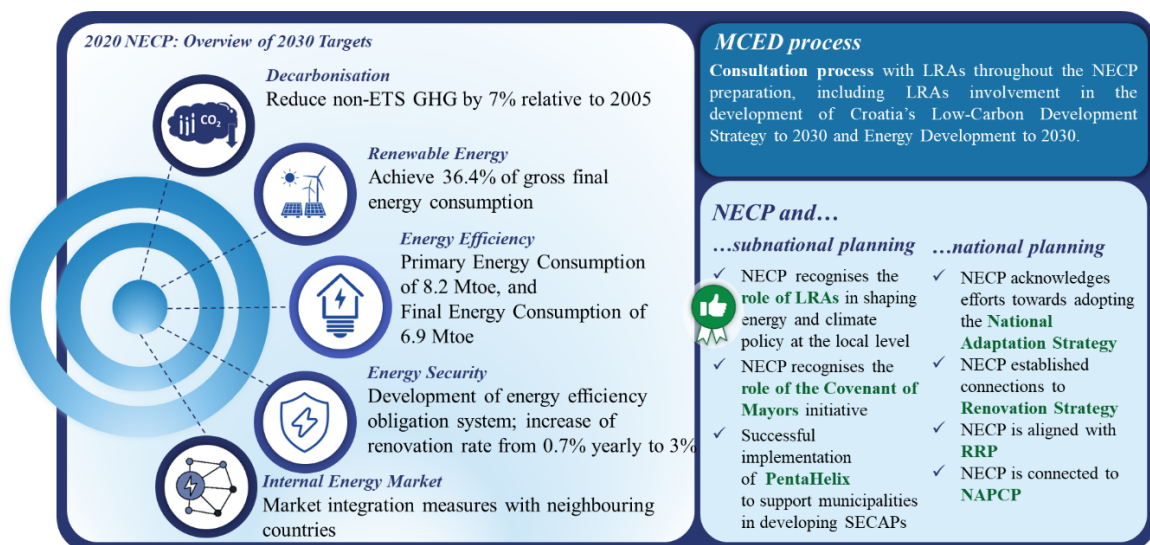 2020 NECP: Overview of 2030 Targets
Decarbonisation
Reduce non-ETS GHG by 7% relative to 2005
CO₂
Renewable Energy
Achieve 36.4% of gross final
energy consumption
Energy Efficiency
Primary Energy Consumption
of 8.2 Mtoe, and
Final Energy Consumption of
6.9 Mtoe
Energy Security
Development of energy efficiency
obligation system; increase of
renovation rate from 0.7% yearly to 3%
Internal Energy Market
Market integration measures with neighbouring
countries
MCED process
Consultation process with LRAs throughout the NECP
preparation, including LRAs involvement in the
development of Croatia's Low-Carbon Development
Strategy to 2030 and Energy Development to 2030.
NECP and…
…subnational planning
✓ NECP recognises the
role of LRAs in shaping
energy and climate
policy at the local level
✓ NECP recognises the
role of the Covenant of
Mayors initiative
✓ Successful
implementation
of PentaHelix
to support municipalities
in developing SECAPs
…national planning
✓ NECP acknowledges
efforts towards adopting
the National
Adaptation Strategy
✓ NECP established
connections to
Renovation Strategy
✓ NECP is aligned with
RRP
✓ NECP is connected to
NAPCP